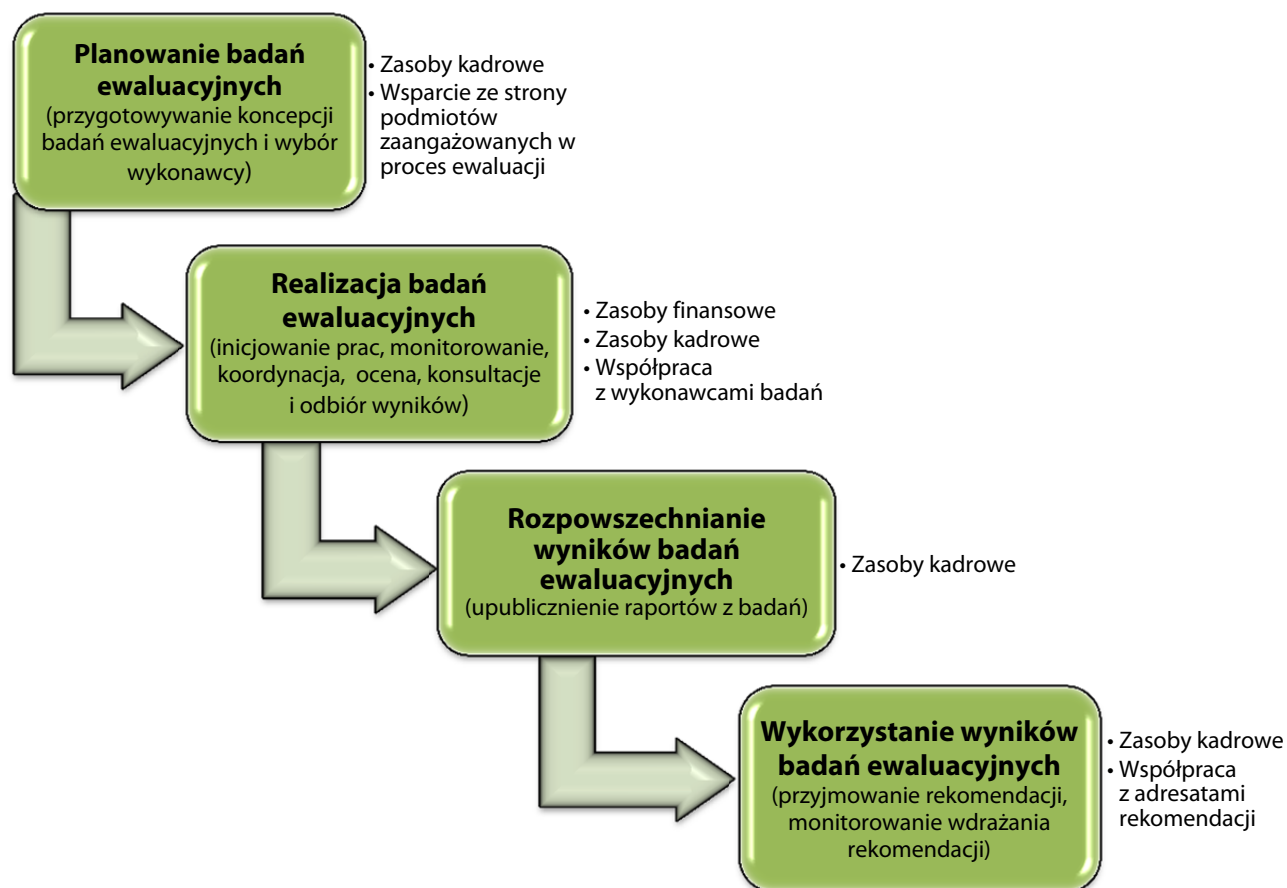 Planowanie badań
ewaluacyjnych
(przygotowywanie koncepcji
badań ewaluacyjnych i wybór
wykonawcy)
• Zasoby kadrowe
• Wsparcie ze strony
podmiotów
zaangażowanych w
proces ewaluacji
Realizacja badań
ewaluacyjnych
(inicjowanie prac, monitorowanie,
koordynacja, ocena, konsultacje
i odbiór wyników)
• Zasoby finansowe
• Zasoby kadrowe
• Współpraca
z wykonawcami badań
Rozpowszechnianie
wyników badań
ewaluacyjnych
(upublicznienie raportów z badań)
• Zasoby kadrowe
Wykorzystanie wyników
badań ewaluacyjnych
(przyjmowanie rekomendacji,
monitorowanie wdrażania
rekomendacji)
• Zasoby kadrowe
• Współpraca
z adresatami
rekomendacji